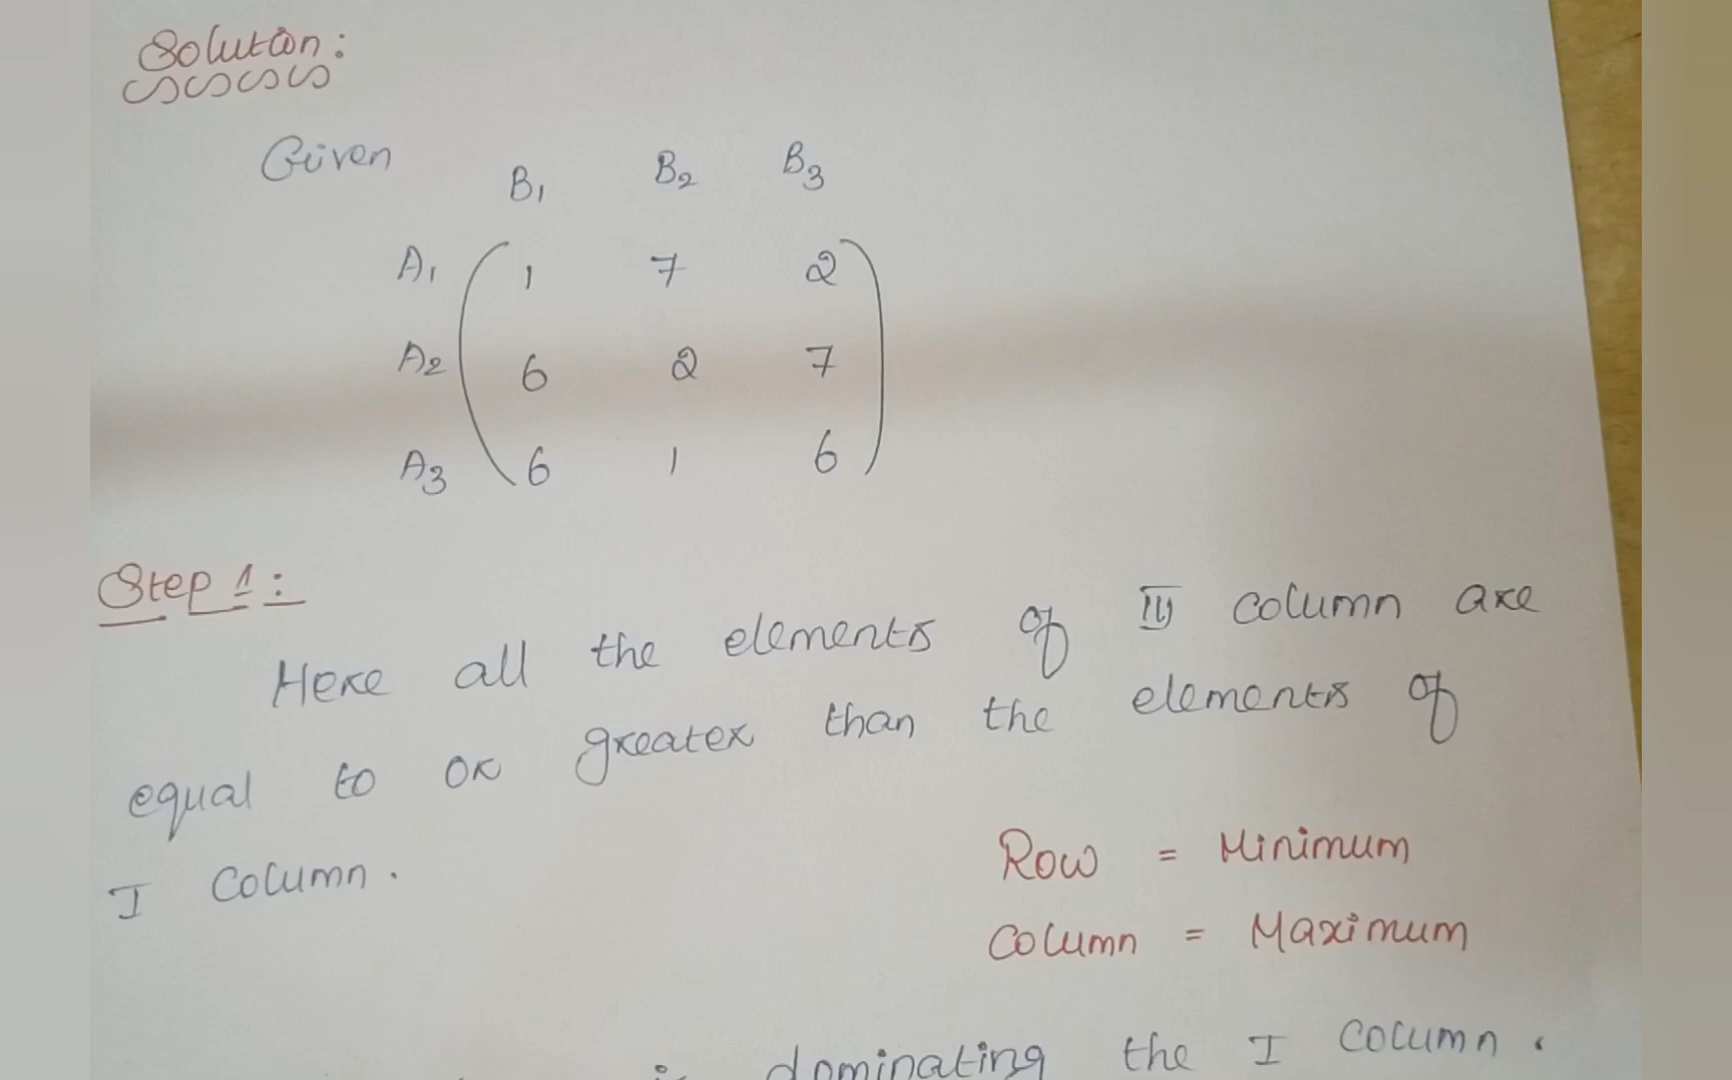 Solution:
Given
B1 B2 B3
A1 1 7 2
A2 6 2 7
A3 6 1 6
Step 1:
Here all the elements of III column are
equal to or greater than the elements of
I column.
Row = Minimum
Column = Maximum
dominating the I column.